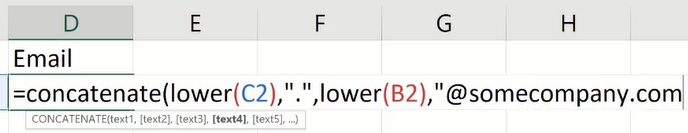 D E F G H
Email
=concatenate(lower(C2),".",lower(B2),"@somecompany.com
CONCATENATE(text1, [text2], [text3], [text4], [text5], ...)